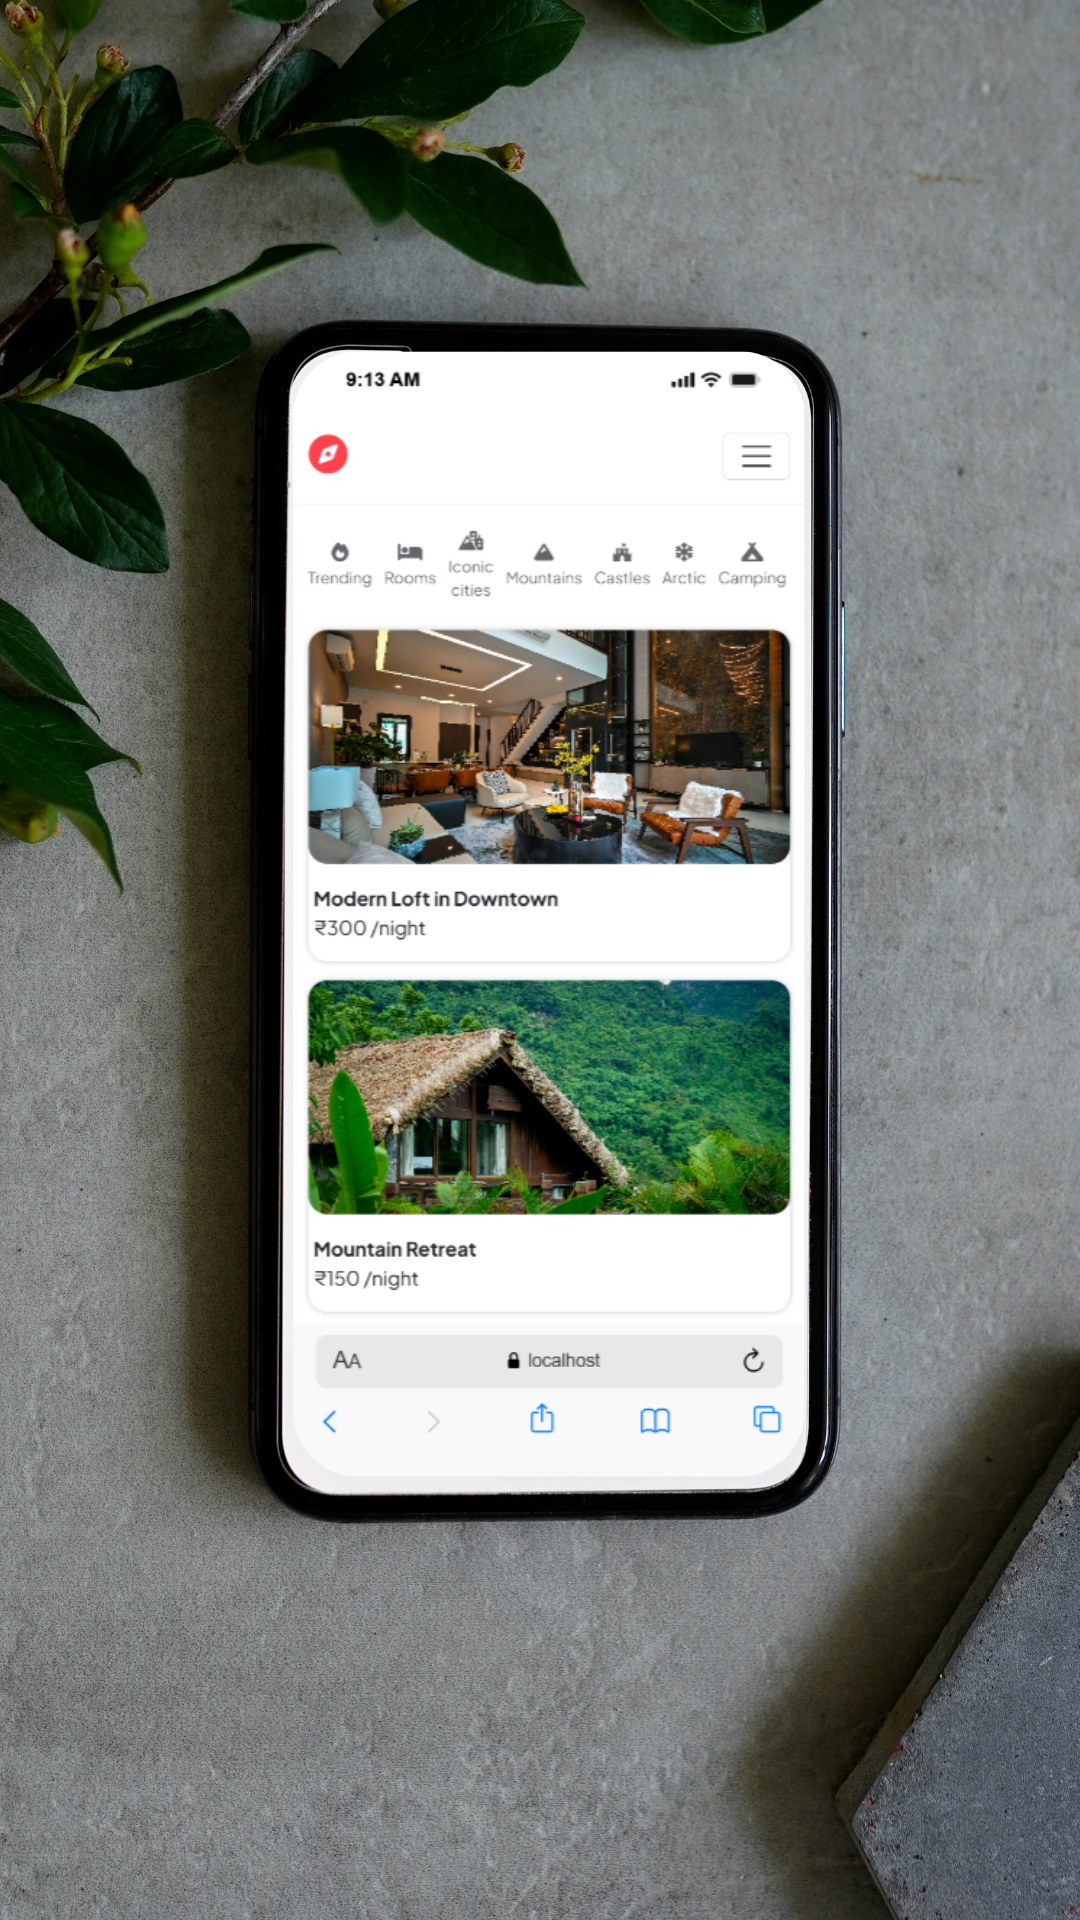 9:13 AM
Trending
Rooms
Iconic
cities
Mountains
Castles
Arctic
Camping
Modern Loft in Downtown
₹300 /night
Mountain Retreat
₹150 /night
AA
localhost